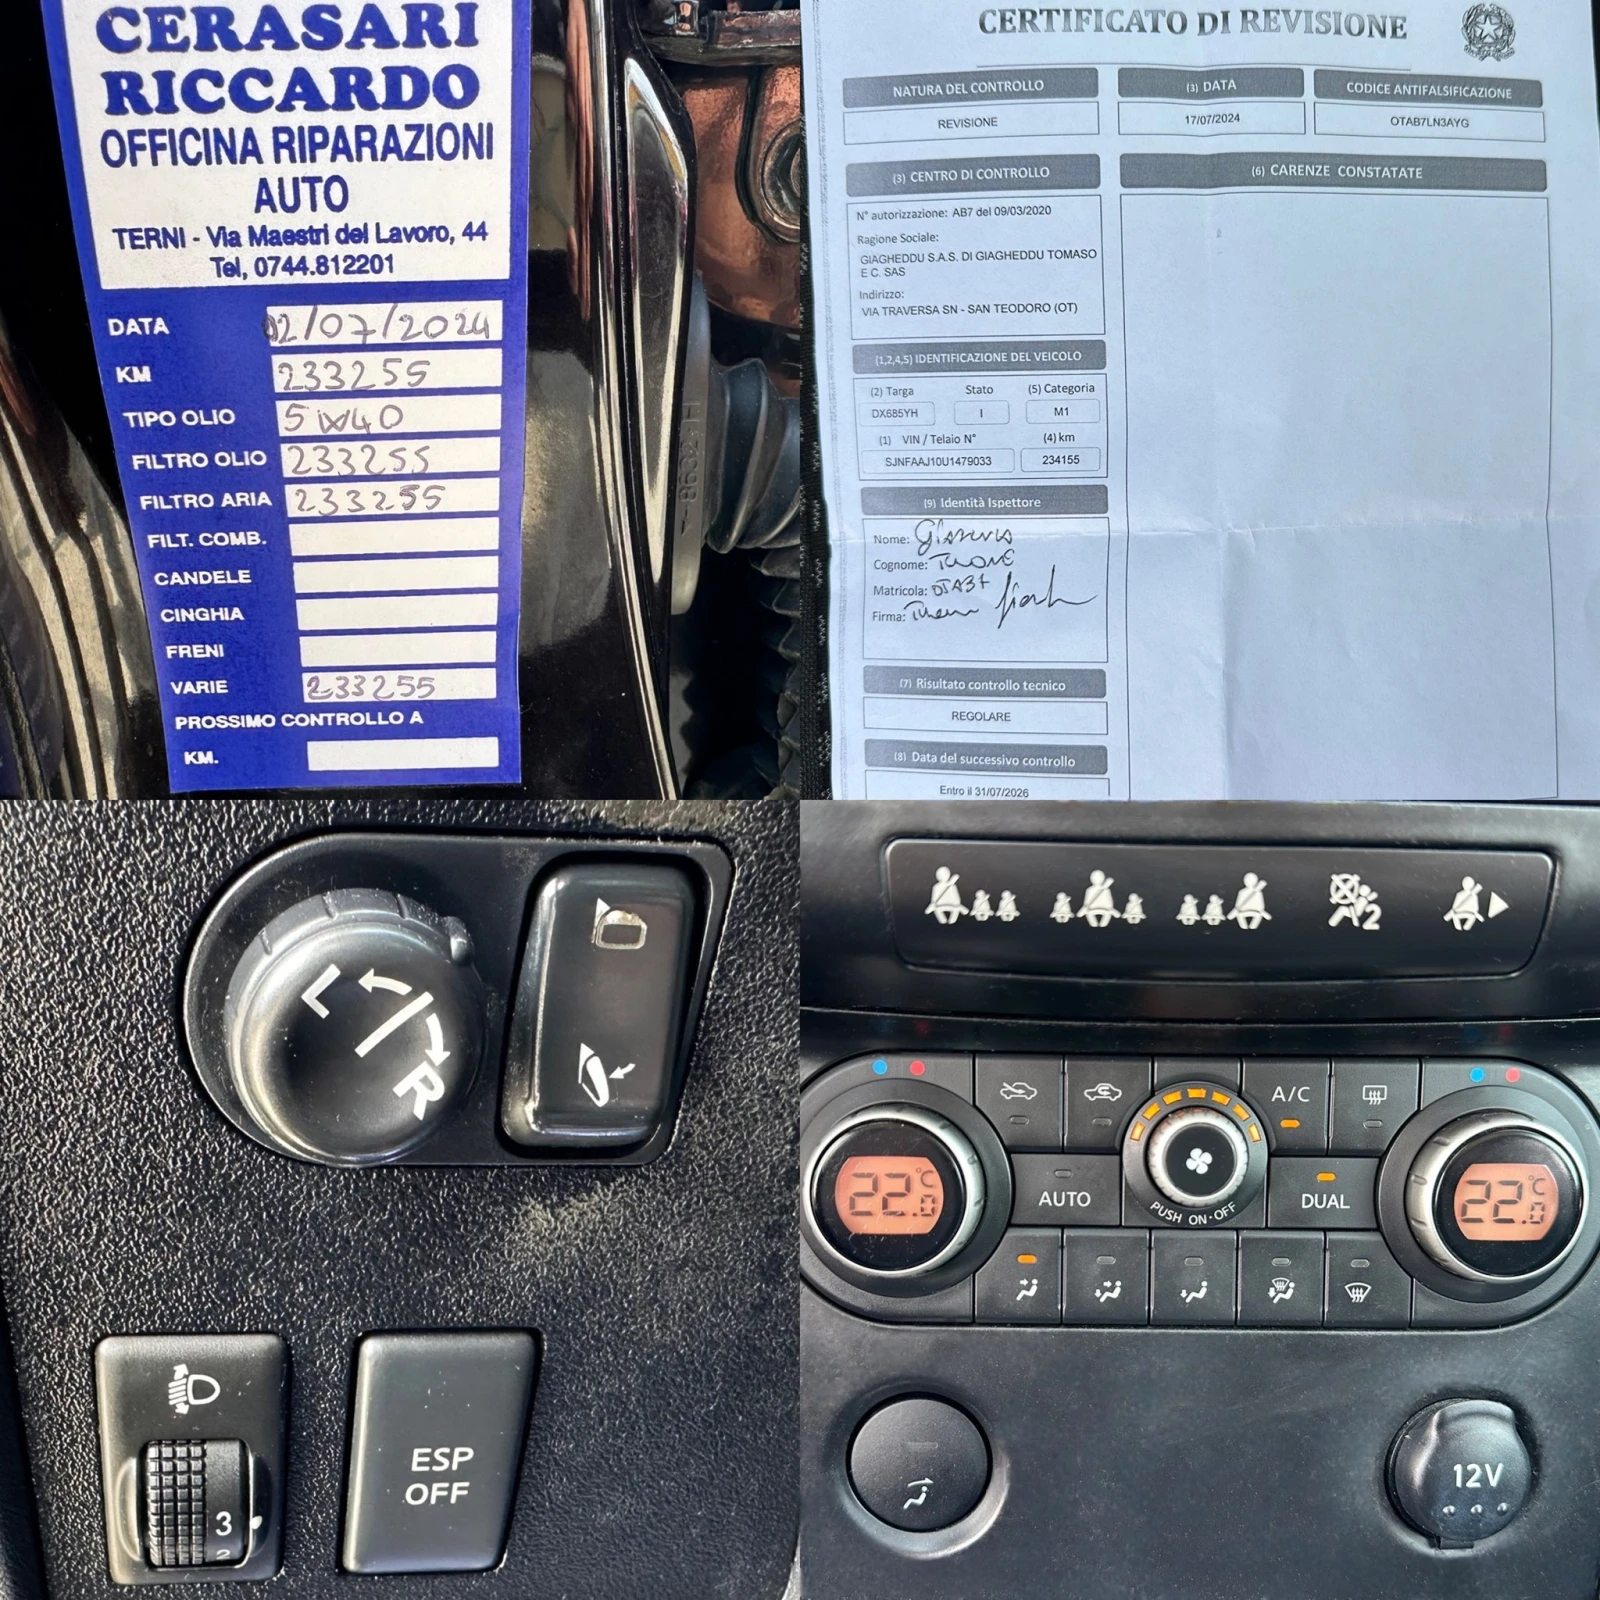 CERASARI
RICCARDO
OFFICINA RIPARAZIONI
AUTO
TERNI - Via Maestri del Lavoro, 44
Tel, 0744.812201
DATA 02/07/2024
KM 233255
TIPO OLIO 5W40
FILTRO OLIO 233255
FILTRO ARIA 233255
FILT. COMB.
CANDELE
CINGHIA
FRENI
VARIE 233255
PROSSIMO CONTROLLO A
KM.
CERTIFICATO DI REVISIONE
NATURA DEL CONTROLLO
REVISIONE
(3) DATA
17/07/2024
CODICE ANTIFALSIFICAZIONE
OTAB7LN3AYG
(3) CENTRO DI CONTROLLO
N° autorizzazione: AB7 del 09/03/2020
Ragione Sociale:
GIAGHEDDU S.A.S. DI GIAGHEDDU TOMASO
E C. SAS
Indirizzo:
VIA TRAVERSA SN - SAN TEODORO (OT)
(6) CARENZE CONSTATATE
(1,2,4,5) IDENTIFICAZIONE DEL VEICOLO
(2) Targa Stato (5) Categoria
DX685YH I M1
(1) VIN / Telaio N° (4) km
SJNFAAJ10U1479033 234155
(9) Identità Ispettore
Nome:
Cognome:
Matricola:
Firma:
(7) Risultato controllo tecnico
REGOLARE
(8) Data del successivo controllo
Entro il 31/07/2026
L R
3
2
ESP
OFF
2
A/C
22.0 °C
AUTO
PUSH ON·OFF
DUAL
22.0 °C
12V